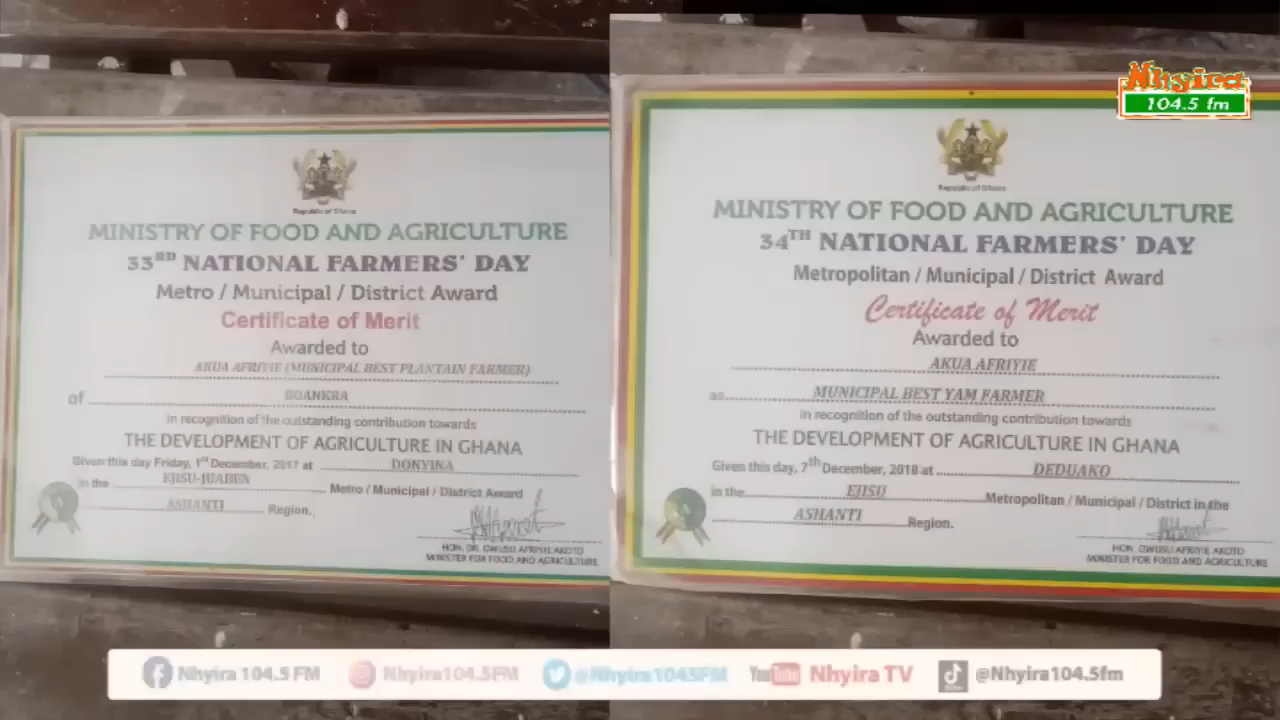 Nhyira
104.5 fm
Republic of Ghana
MINISTRY OF FOOD AND AGRICULTURE
33RD NATIONAL FARMERS' DAY
Metro / Municipal / District Award
Certificate of Merit
Awarded to
AKUA AFRIYIE (MUNICIPAL BEST PLANTAIN FARMER)
of BOANKRA
in recognition of the outstanding contribution towards
THE DEVELOPMENT OF AGRICULTURE IN GHANA
Given this day Friday, 1st December, 2017 at DONYINA
in the EJISU-JUABEN Metro / Municipal / District Award
ASHANTI Region.
HON. DR. OWUSU AFRIYIE AKOTO
MINISTER FOR FOOD AND AGRICULTURE
Republic of Ghana
MINISTRY OF FOOD AND AGRICULTURE
34TH NATIONAL FARMERS' DAY
Metropolitan / Municipal / District Award
Certificate of Merit
Awarded to
AKUA AFRIYIE
as MUNICIPAL BEST YAM FARMER
in recognition of the outstanding contribution towards
THE DEVELOPMENT OF AGRICULTURE IN GHANA
Given this day, 7th December, 2018 at DEDUAKO
in the EJISU Metropolitan / Municipal / District in the
ASHANTI Region.
HON. OWUSU AFRIYIE AKOTO
MINISTER FOR FOOD AND AGRICULTURE
Nhyira 104.5 FM Nhyira104.5FM @Nhyira1045FM YouTube Nhyira TV @Nhyira104.5fm